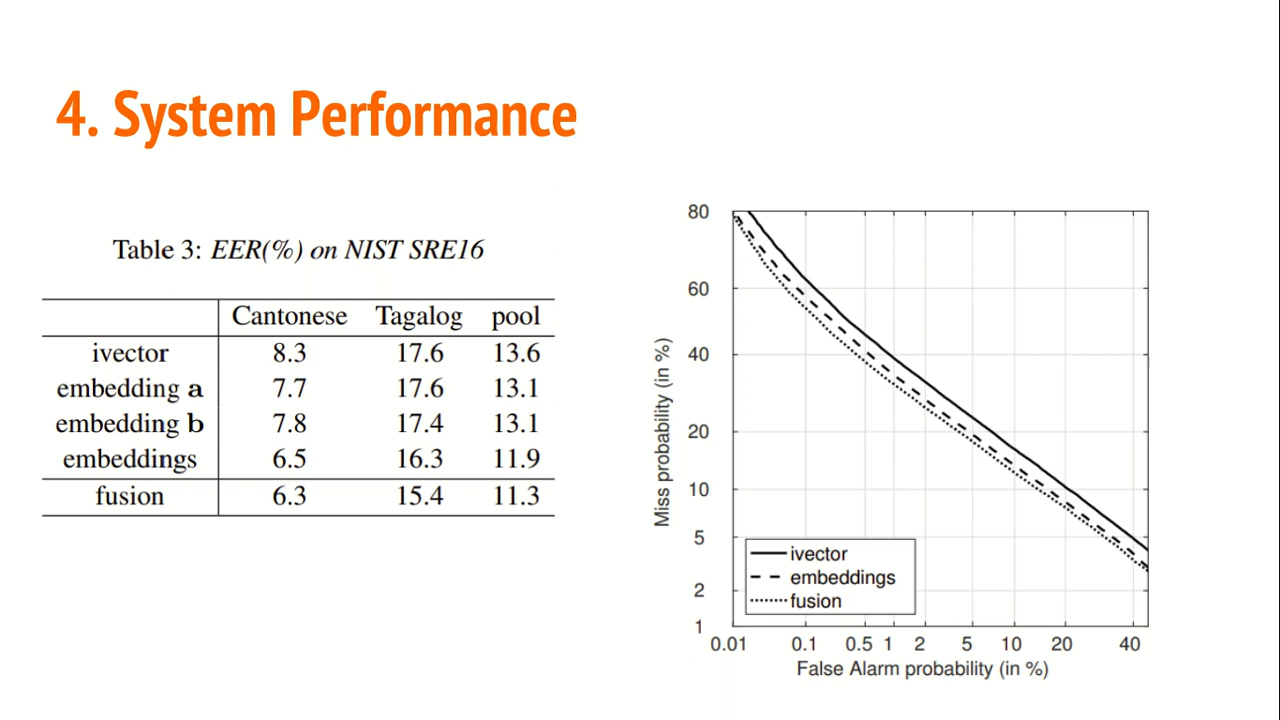 4. System Performance
Table 3: EER(%) on NIST SRE16
Cantonese Tagalog pool
ivector 8.3 17.6 13.6
embedding a 7.7 17.6 13.1
embedding b 7.8 17.4 13.1
embeddings 6.5 16.3 11.9
fusion 6.3 15.4 11.3
80
60
40
20
10
5
2
1
Miss probability (in %)
ivector
embeddings
fusion
0.01 0.1 0.5 1 2 5 10 20 40
False Alarm probability (in %)